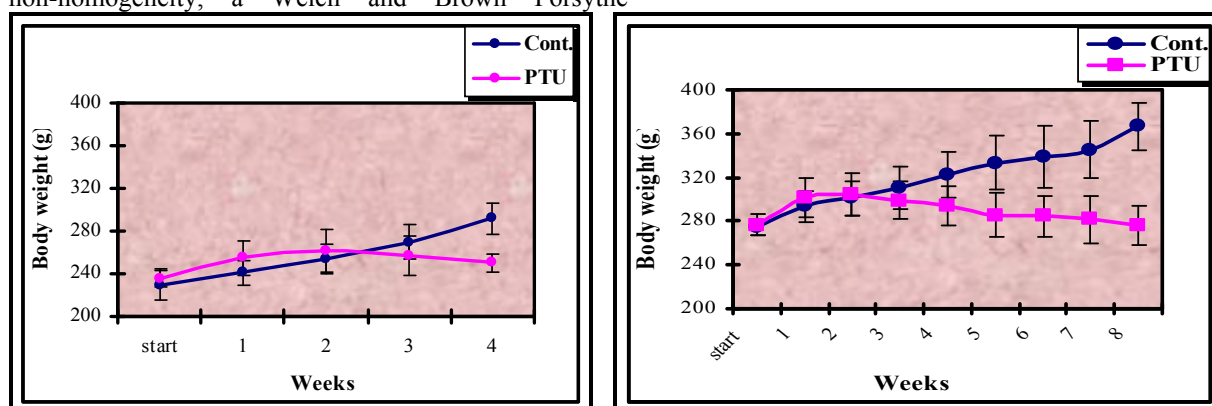 non-homogeneity, a Welch and Brown Forsythe
Cont.
PTU
400
360
320
280
240
200
Body weight (g)
start 1 2 3 4
Weeks
Cont.
PTU
400
360
320
280
240
200
Body weight (g)
start 1 2 3 4 5 6 7 8
Weeks